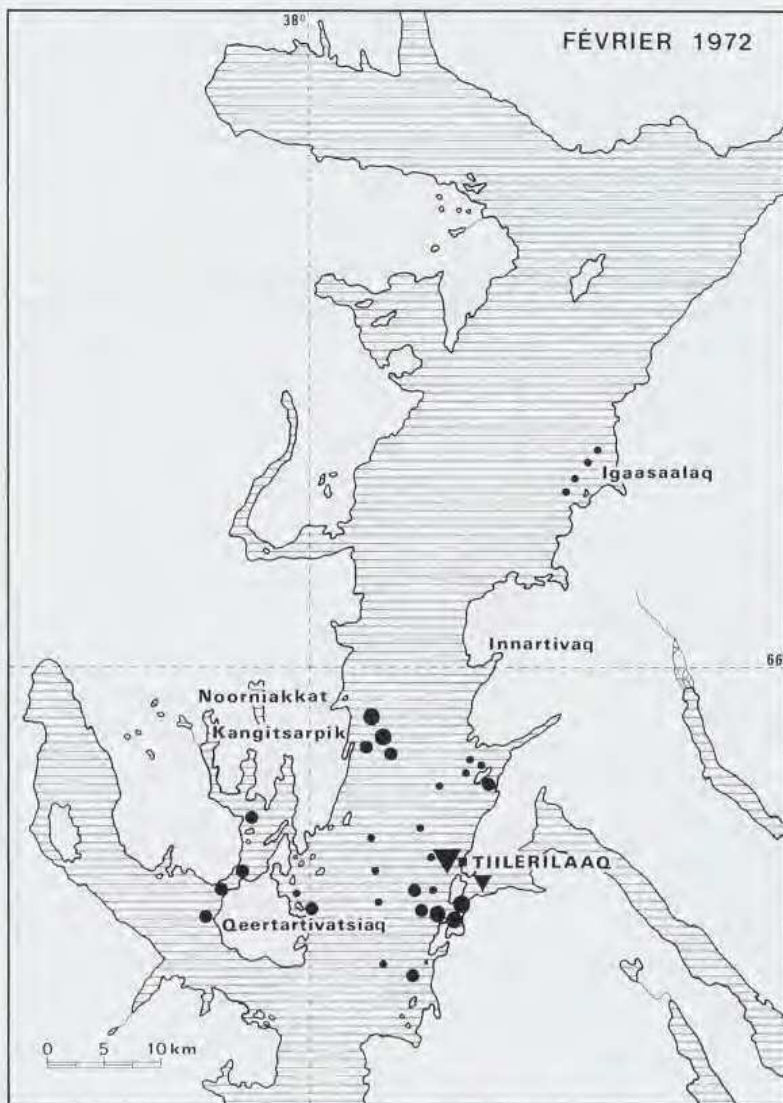 38°
FÉVRIER 1972
Igaasaalaq
Innartivaq
66
Noorniakkat
Kangitsarpik
TIILERILAAQ
Qeertartivatsiaq
0 5 10 km